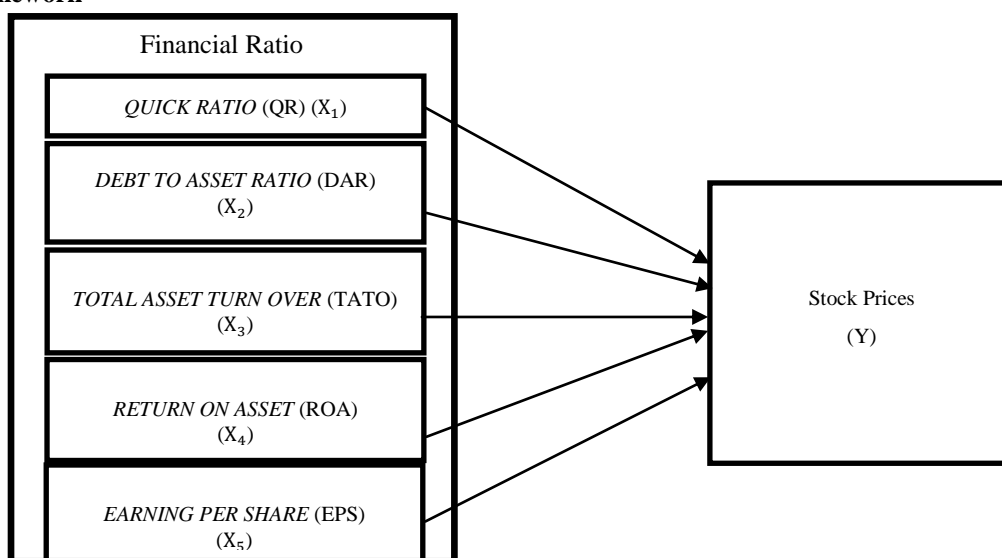 Financial Ratio
QUICK RATIO (QR) (X₁)
DEBT TO ASSET RATIO (DAR)
(X₂)
TOTAL ASSET TURN OVER (TATO)
(X₃)
RETURN ON ASSET (ROA)
(X₄)
EARNING PER SHARE (EPS)
(X₅)
Stock Prices
(Y)